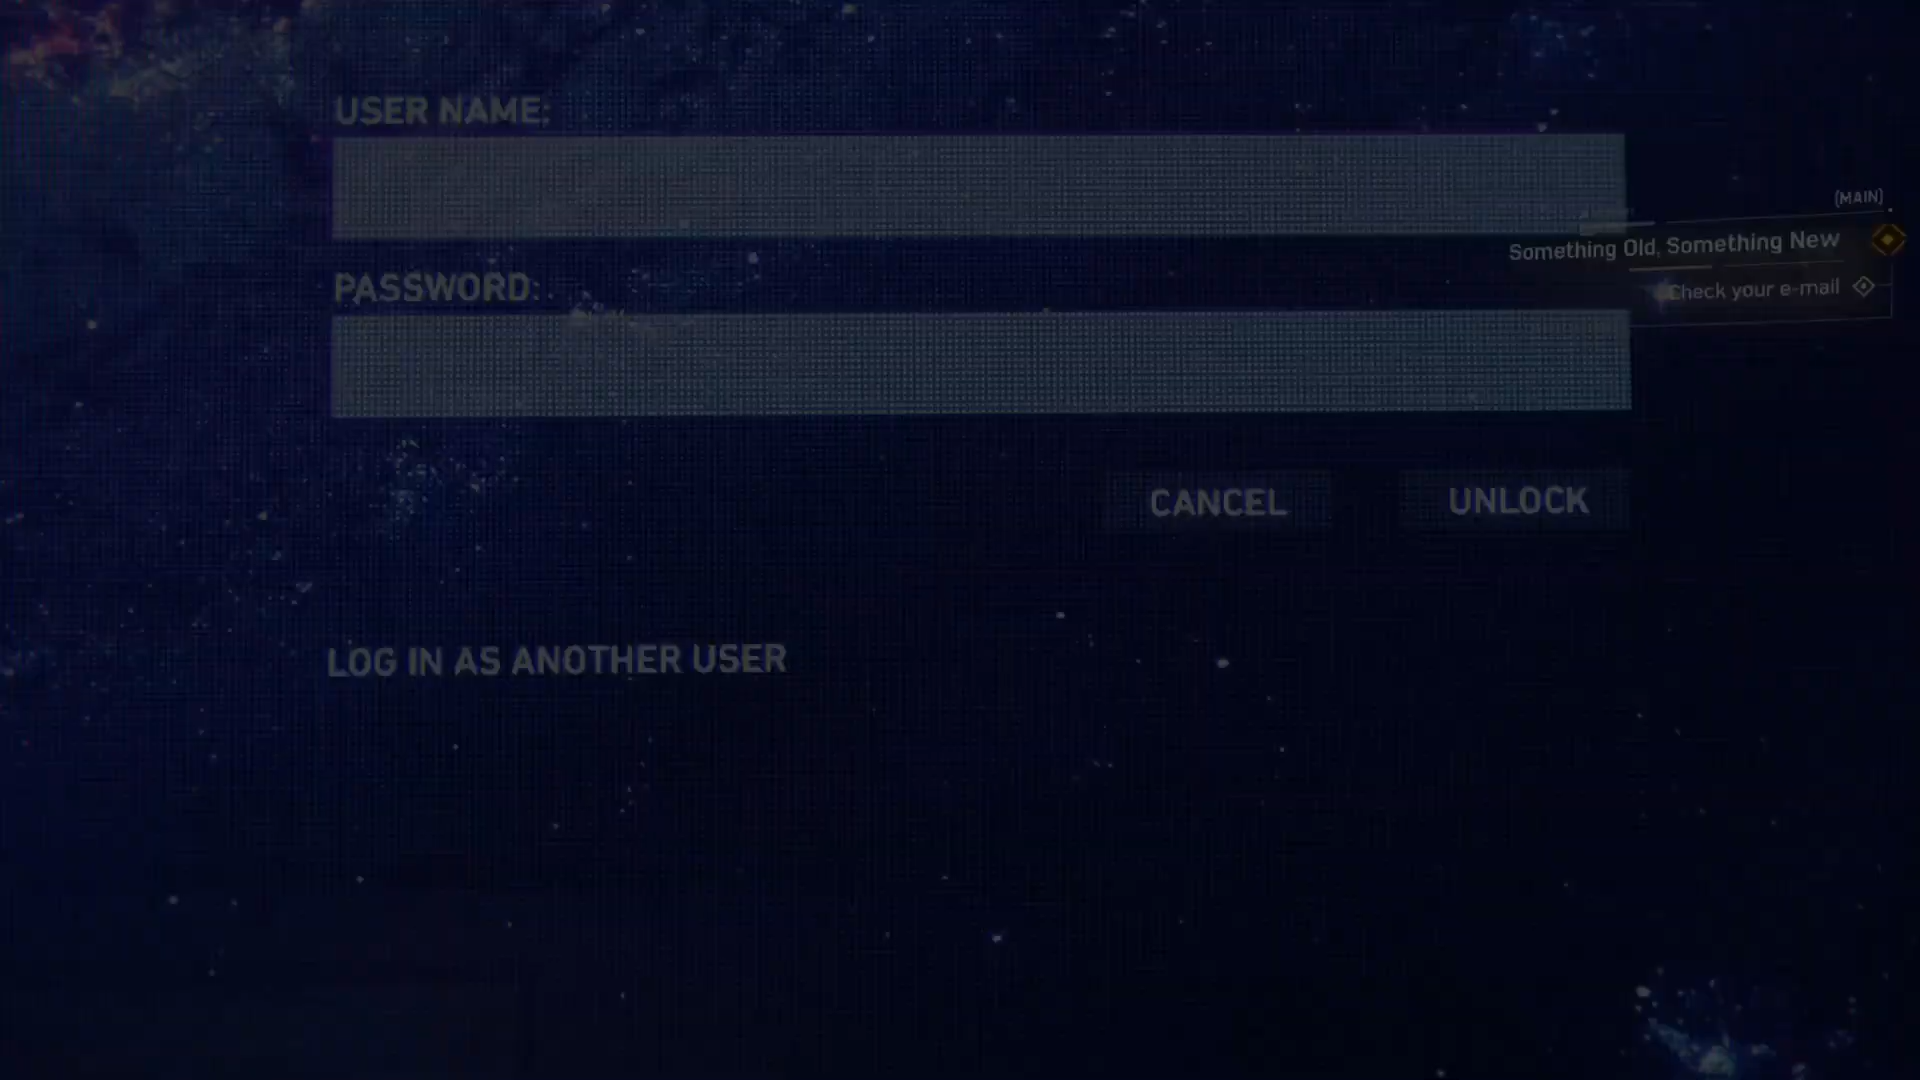 USER NAME:
PASSWORD:
CANCEL
UNLOCK
LOG IN AS ANOTHER USER
(MAIN)
Something Old, Something New
Check your e-mail